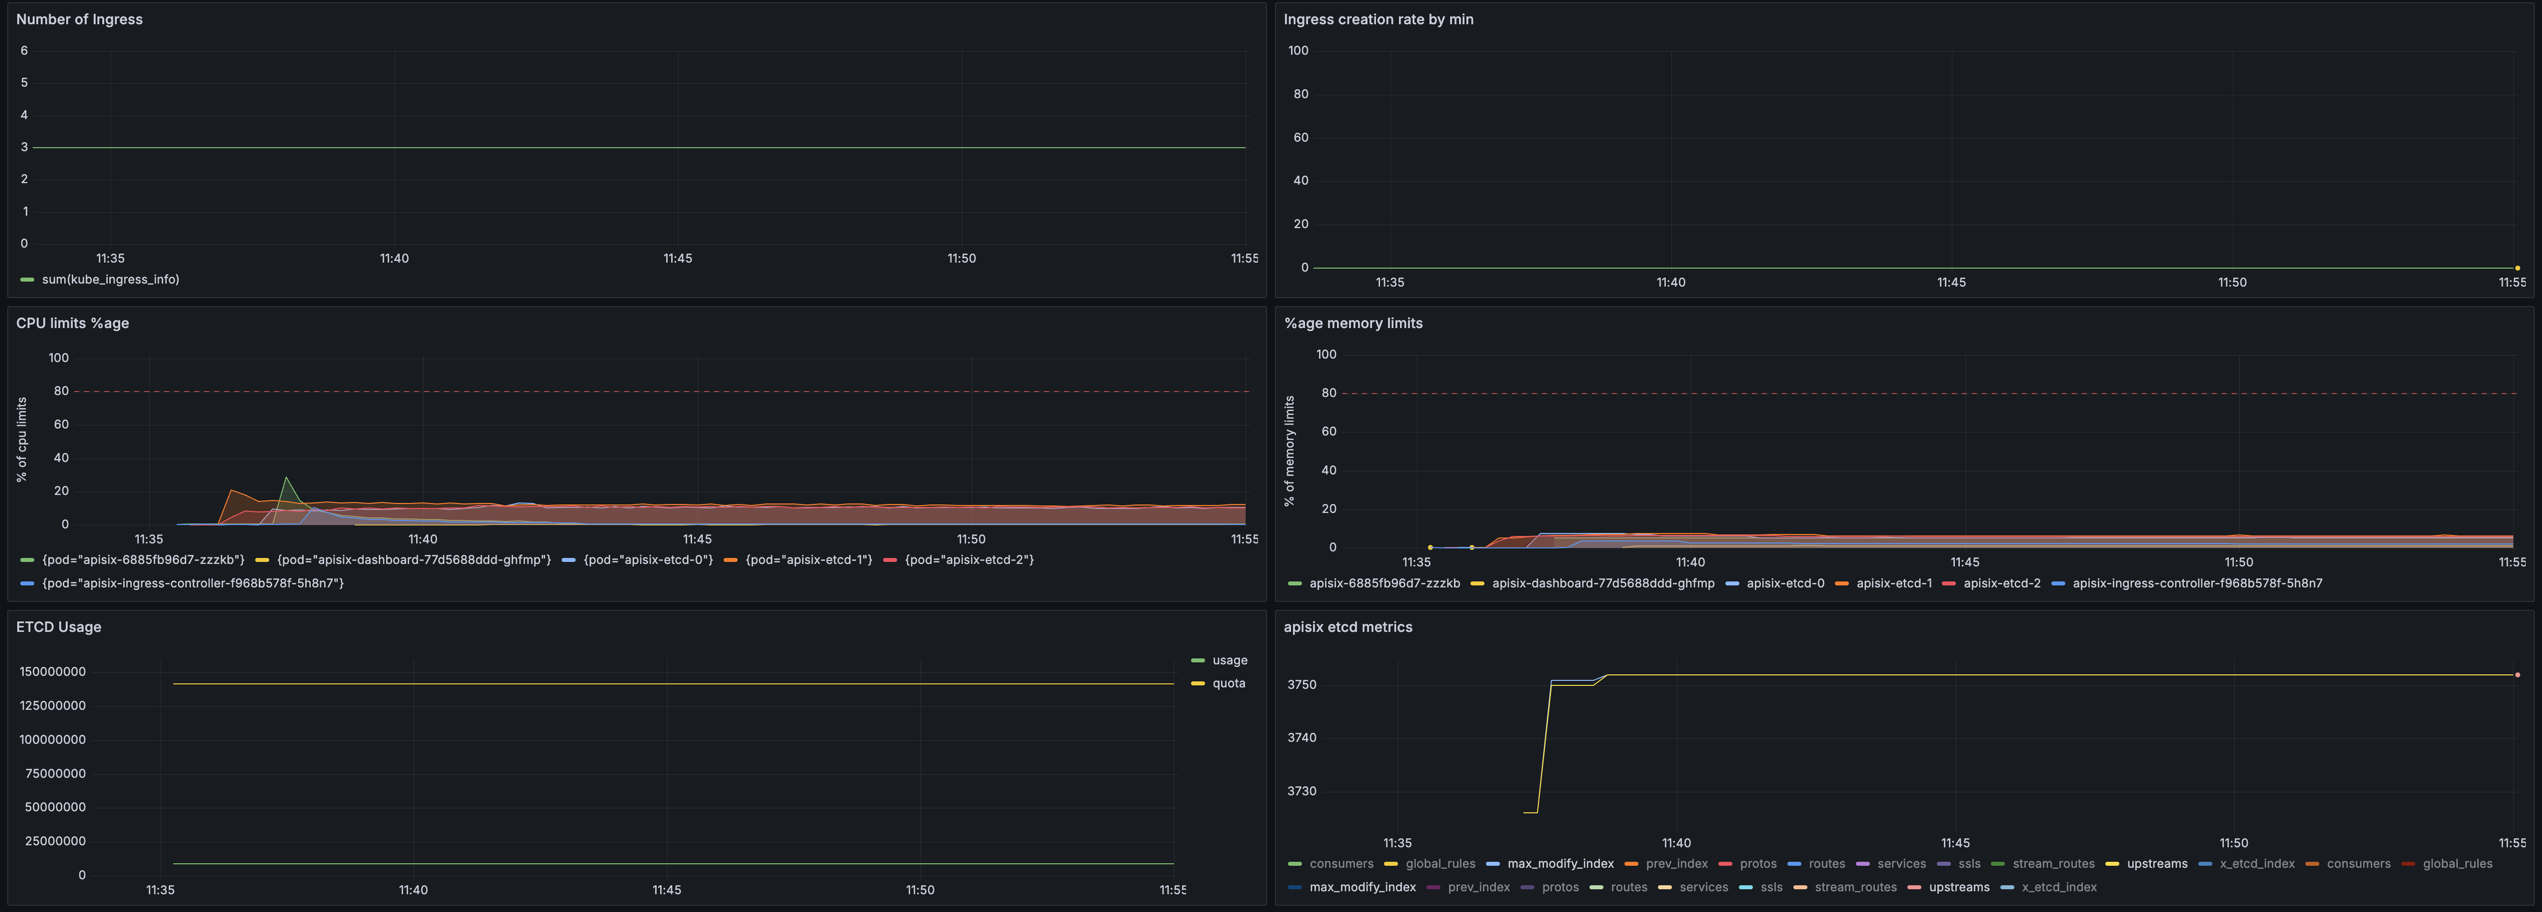 Number of Ingress
6
5
4
3
2
1
0
11:35 11:40 11:45 11:50 11:55
sum(kube_ingress_info)
Ingress creation rate by min
100
80
60
40
20
0
11:35 11:40 11:45 11:50 11:55
CPU limits %age
% of cpu limits
100
80
60
40
20
0
11:35 11:40 11:45 11:50 11:55
{pod="apisix-6885fb96d7-zzzkb"} {pod="apisix-dashboard-77d5688ddd-ghfmp"} {pod="apisix-etcd-0"} {pod="apisix-etcd-1"} {pod="apisix-etcd-2"}
{pod="apisix-ingress-controller-f968b578f-5h8n7"}
%age memory limits
% of memory limits
100
80
60
40
20
0
11:35 11:40 11:45 11:50 11:55
apisix-6885fb96d7-zzzkb apisix-dashboard-77d5688ddd-ghfmp apisix-etcd-0 apisix-etcd-1 apisix-etcd-2 apisix-ingress-controller-f968b578f-5h8n7
ETCD Usage
150000000
125000000
100000000
75000000
50000000
25000000
0
11:35 11:40 11:45 11:50 11:55
usage
quota
apisix etcd metrics
3750
3740
3730
11:35 11:40 11:45 11:50 11:55
consumers global_rules max_modify_index prev_index protos routes services ssls stream_routes upstreams x_etcd_index consumers global_rules
max_modify_index prev_index protos routes services ssls stream_routes upstreams x_etcd_index